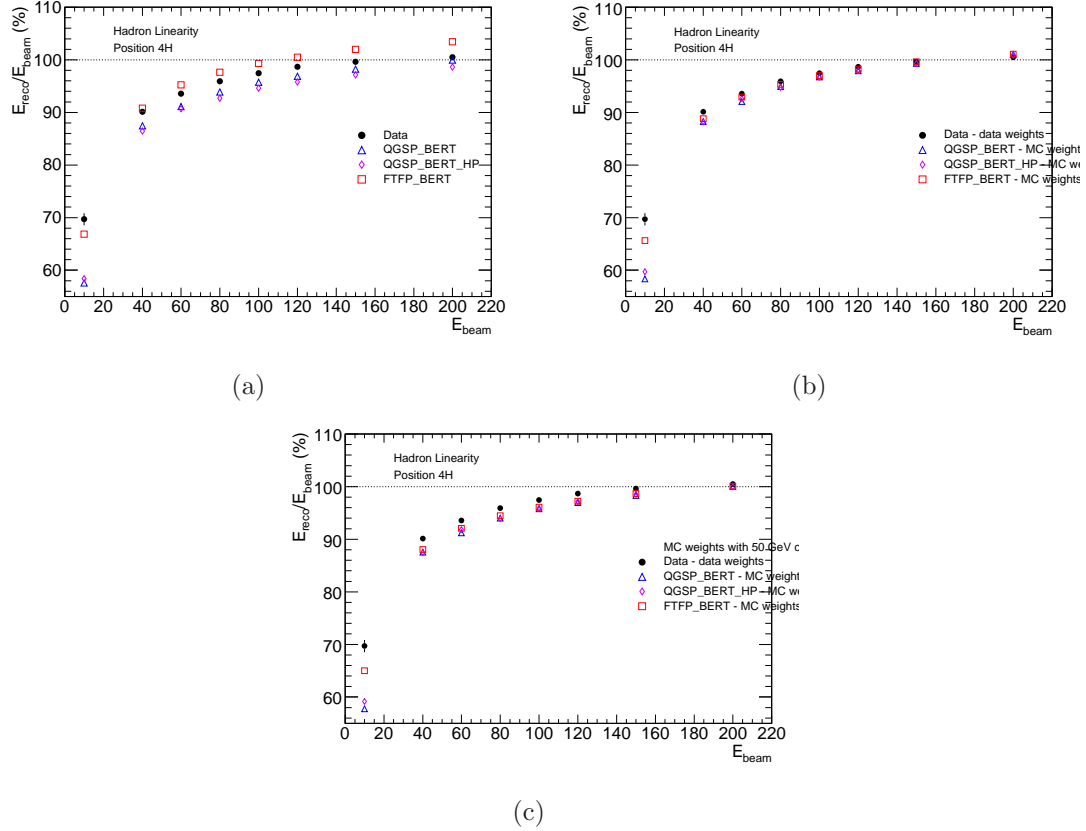 E_reco/E_beam (%)
110
100
90
80
70
60
Hadron Linearity
Position 4H
Data
QGSP_BERT
QGSP_BERT_HP
FTFP_BERT
0 20 40 60 80 100 120 140 160 180 200 220
E_beam
(a)
E_reco/E_beam (%)
110
100
90
80
70
60
Hadron Linearity
Position 4H
Data - data weights
QGSP_BERT - MC weight
QGSP_BERT_HP - MC we
FTFP_BERT - MC weights
0 20 40 60 80 100 120 140 160 180 200 220
E_beam
(b)
E_reco/E_beam (%)
110
100
90
80
70
60
Hadron Linearity
Position 4H
MC weights with 50 GeV c
Data - data weights
QGSP_BERT - MC weight
QGSP_BERT_HP - MC we
FTFP_BERT - MC weights
0 20 40 60 80 100 120 140 160 180 200 220
E_beam
(c)